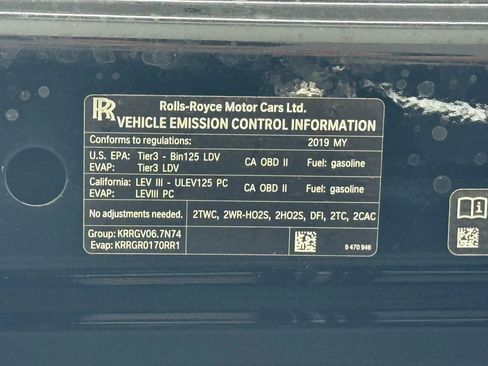 RR
Rolls-Royce Motor Cars Ltd.
VEHICLE EMISSION CONTROL INFORMATION
Conforms to regulations: 2019 MY
U.S. EPA: Tier3 - Bin125 LDV CA OBD II Fuel: gasoline
EVAP: Tier3 LDV
California: LEV III - ULEV125 PC CA OBD II Fuel: gasoline
EVAP: LEVIII PC
No adjustments needed. 2TWC, 2WR-HO2S, 2HO2S, DFI, 2TC, 2CAC
Group: KRRGV06.7N74
Evap: KRRGR0170RR1 9 470 946